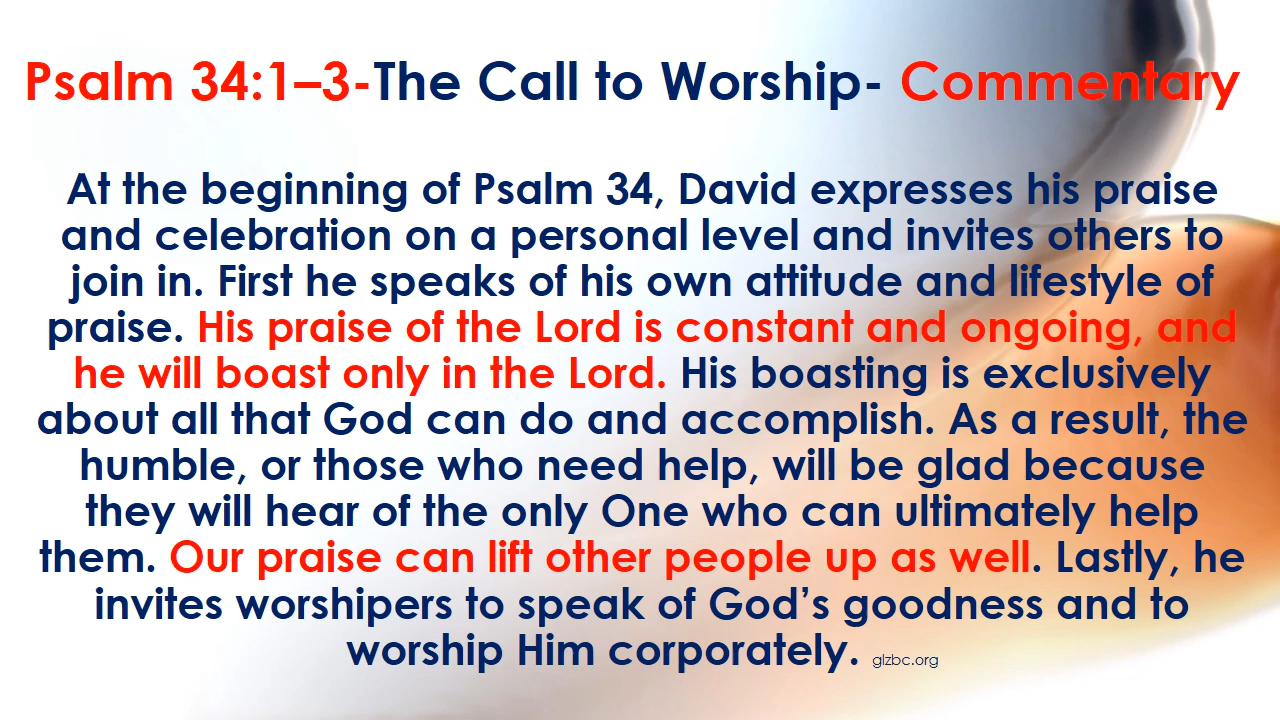 Psalm 34:1–3-The Call to Worship- Commentary
At the beginning of Psalm 34, David expresses his praise
and celebration on a personal level and invites others to
join in. First he speaks of his own attitude and lifestyle of
praise. His praise of the Lord is constant and ongoing, and
he will boast only in the Lord. His boasting is exclusively
about all that God can do and accomplish. As a result, the
humble, or those who need help, will be glad because
they will hear of the only One who can ultimately help
them. Our praise can lift other people up as well. Lastly, he
invites worshipers to speak of God’s goodness and to
worship Him corporately. glzbc.org